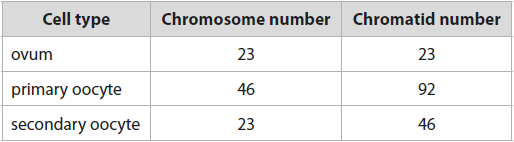 Cell type Chromosome number Chromatid number
ovum 23 23
primary oocyte 46 92
secondary oocyte 23 46